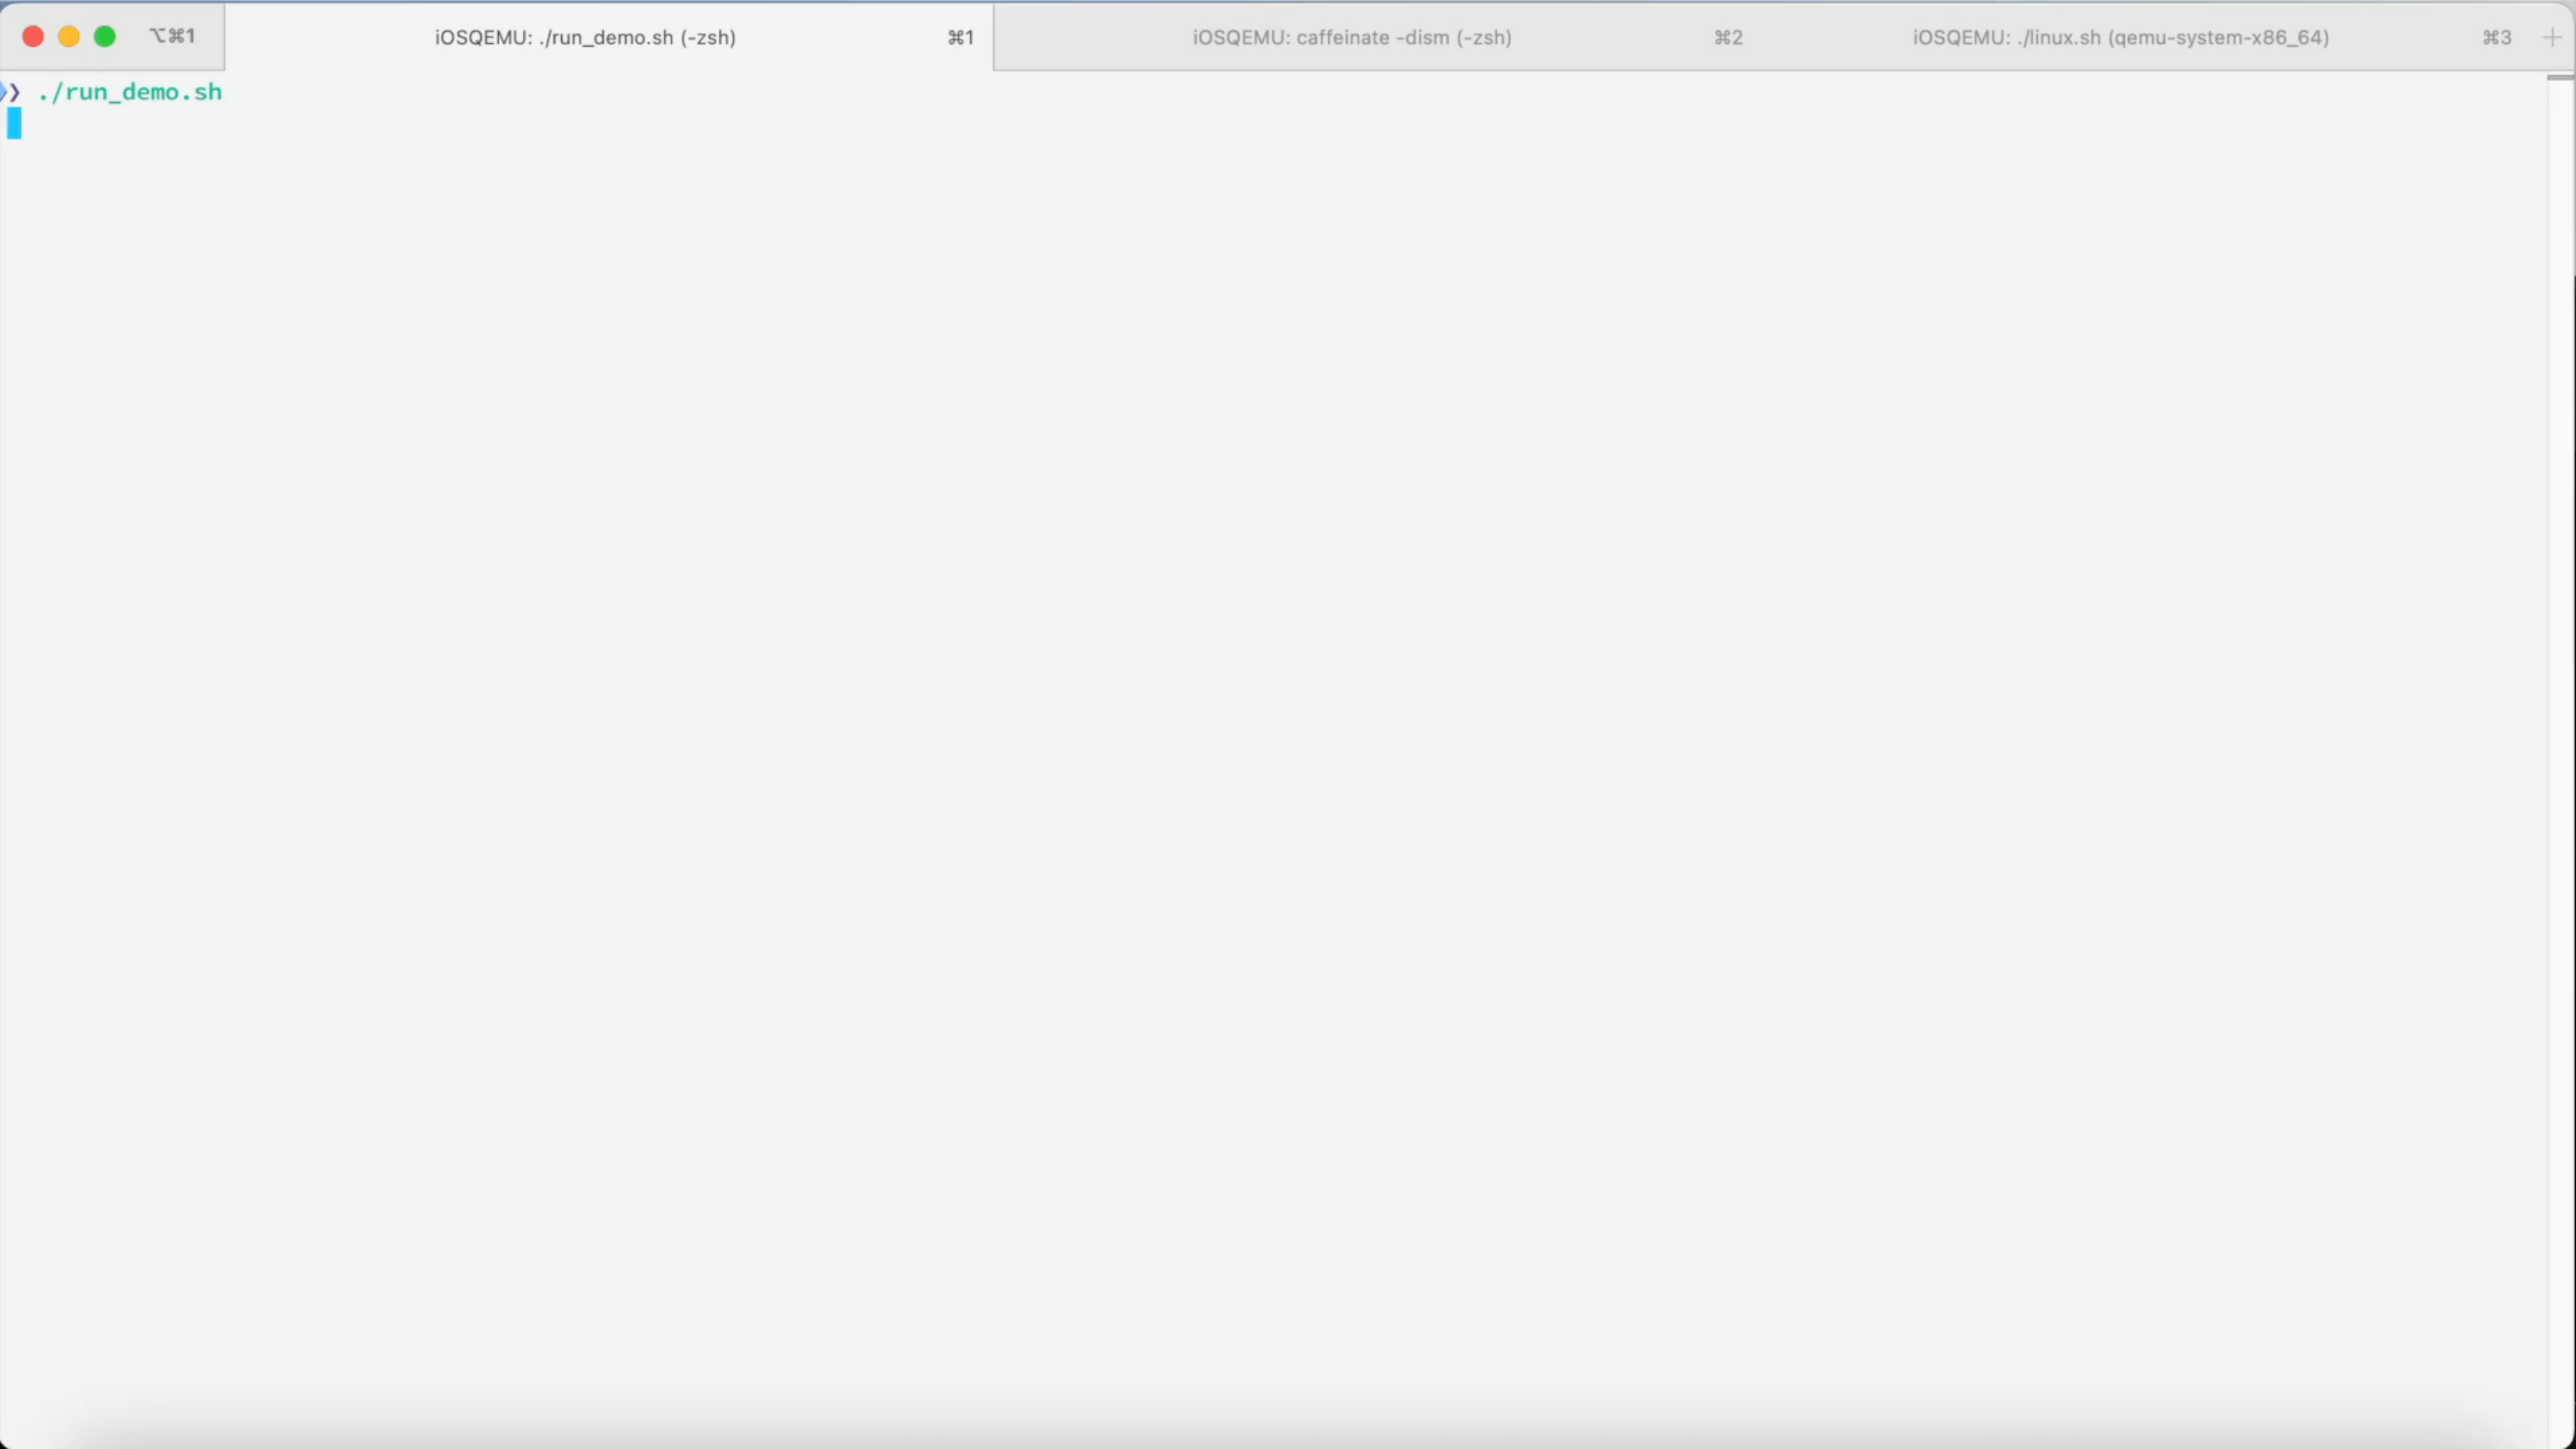 ⌥⌘1 iOSQEMU: ./run_demo.sh (-zsh) ⌘1 iOSQEMU: caffeinate -dism (-zsh) ⌘2 iOSQEMU: ./linux.sh (qemu-system-x86_64) ⌘3 +
❯ ./run_demo.sh